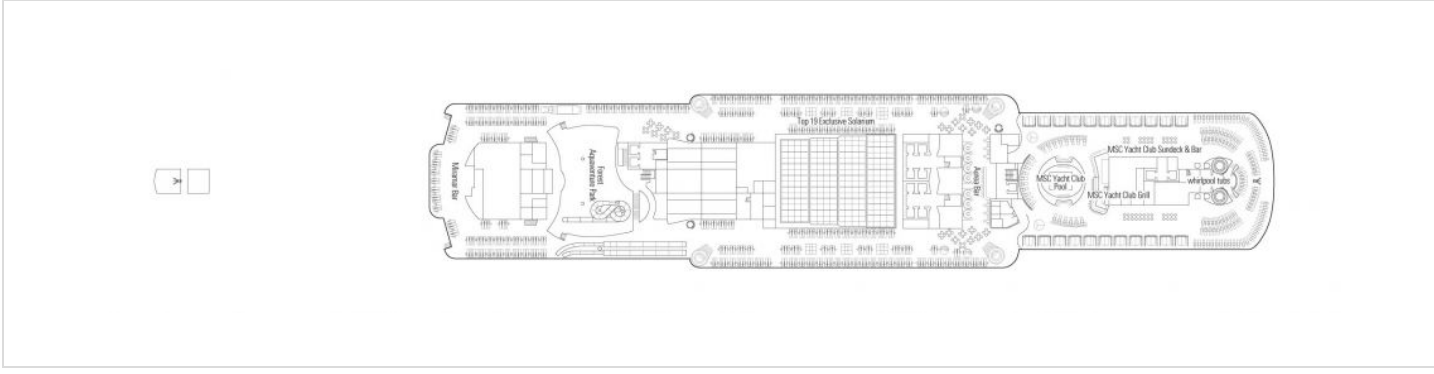 Top 19 Exclusive Solarium
MSC Yacht Club Sundeck & Bar
Miramar Bar
Forest
Aquaventure Park
Aurea Bar
MSC Yacht Club
Pool
MSC Yacht Club Grill
whirlpool tubs